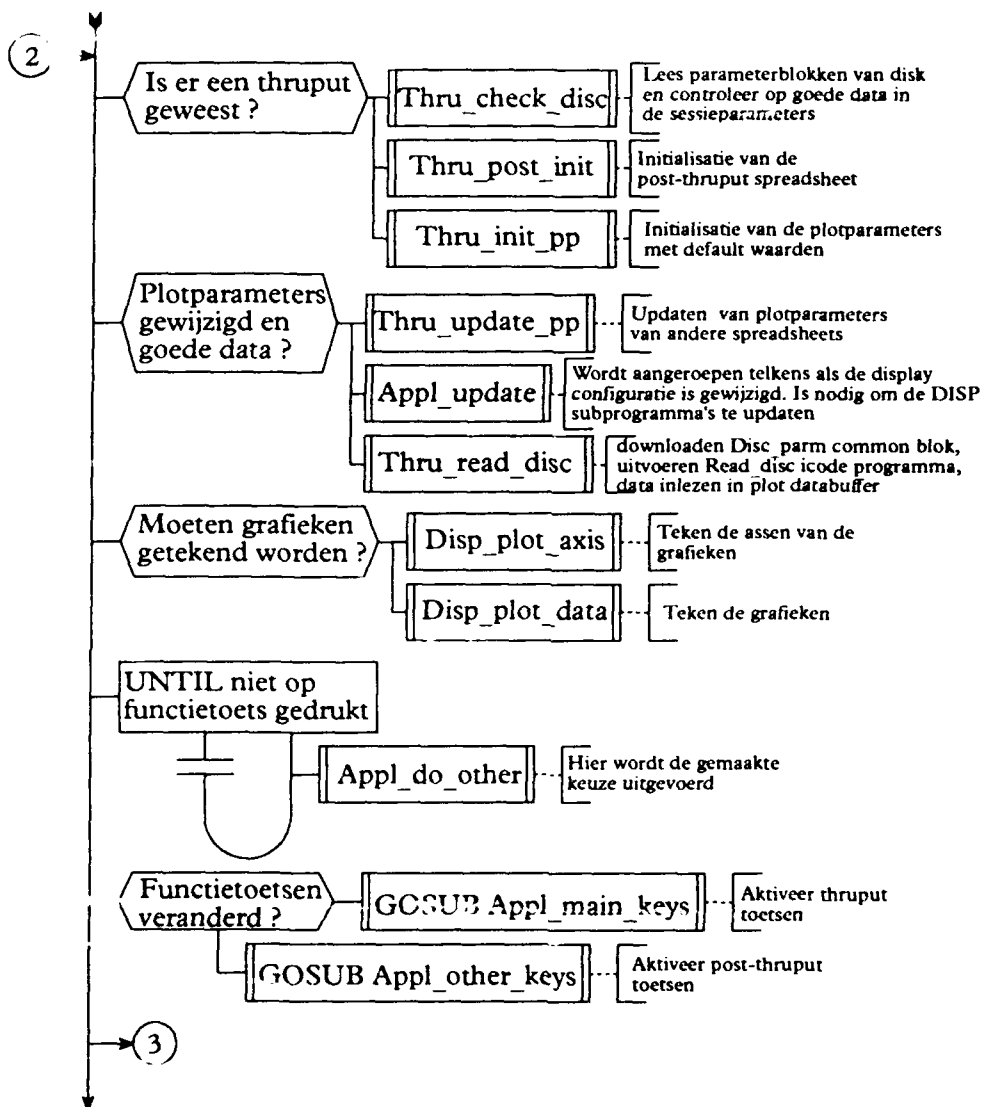 2
Is er een thruput
geweest ?
Thru_check_disc
Lees parameterblokken van disk
en controleer op goede data in
de sessieparameters
Thru_post_init
Initialisatie van de
post-thruput spreadsheet
Thru_init_pp
Initialisatie van de plotparameters
met default waarden
Plotparameters
gewijzigd en
goede data ?
Thru_update_pp
Updaten van plotparameters
van andere spreadsheets
Appl_update
Wordt aangeroepen telkens als de display
configuratie is gewijzigd. Is nodig om de DISP
subprogramma's te updaten
Thru_read_disc
downloaden Disc_parm common blok,
uitvoeren Read_disc icode programma,
data inlezen in plot databuffer
Moeten grafieken
getekend worden ?
Disp_plot_axis
Teken de assen van de
grafieken
Disp_plot_data
Teken de grafieken
UNTIL niet op
functietoets gedrukt
Appl_do_other
Hier wordt de gemaakte
keuze uitgevoerd
Functietoetsen
veranderd ?
GOSUB Appl_main_keys
Aktiveer thruput
toetsen
GOSUB Appl_other_keys
Aktiveer post-thruput
toetsen
3